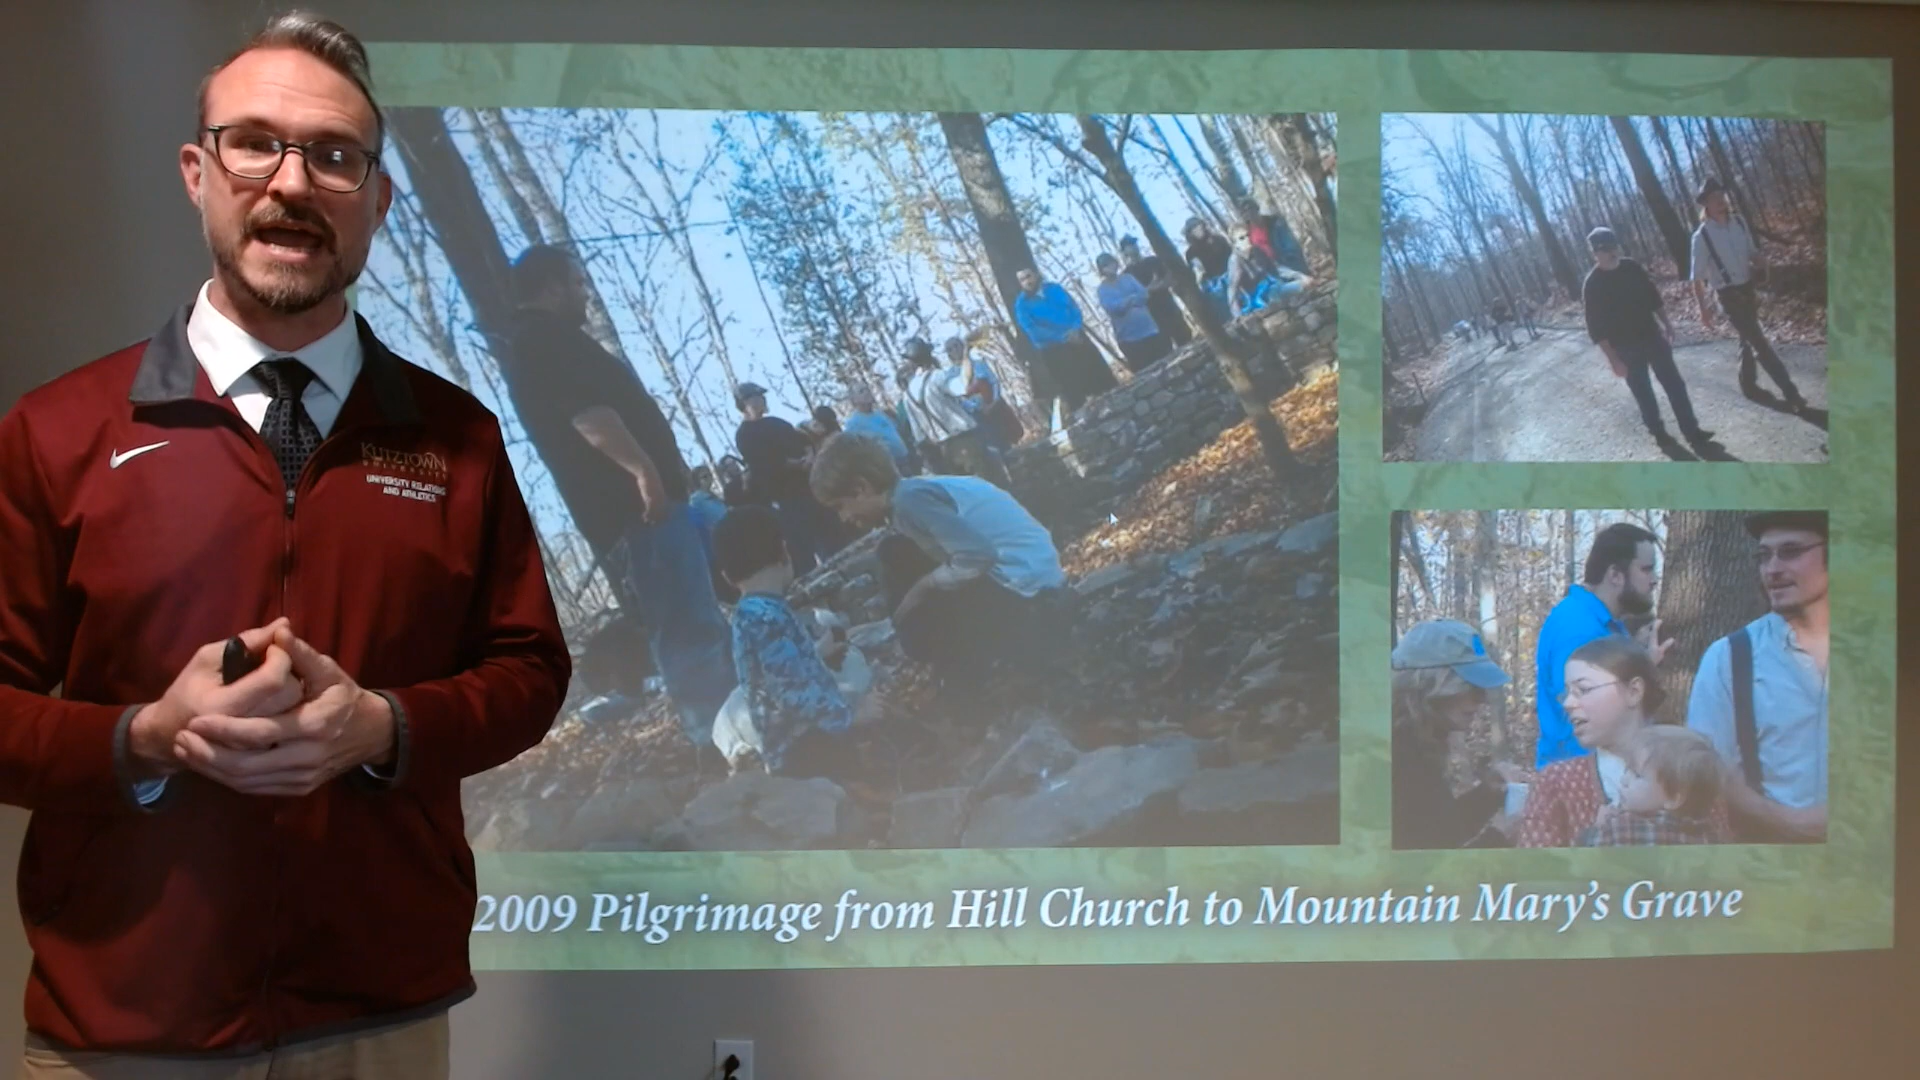 KUTZTOWN
UNIVERSITY
UNIVERSITY RELATIONS
AND ATHLETICS
2009 Pilgrimage from Hill Church to Mountain Mary's Grave